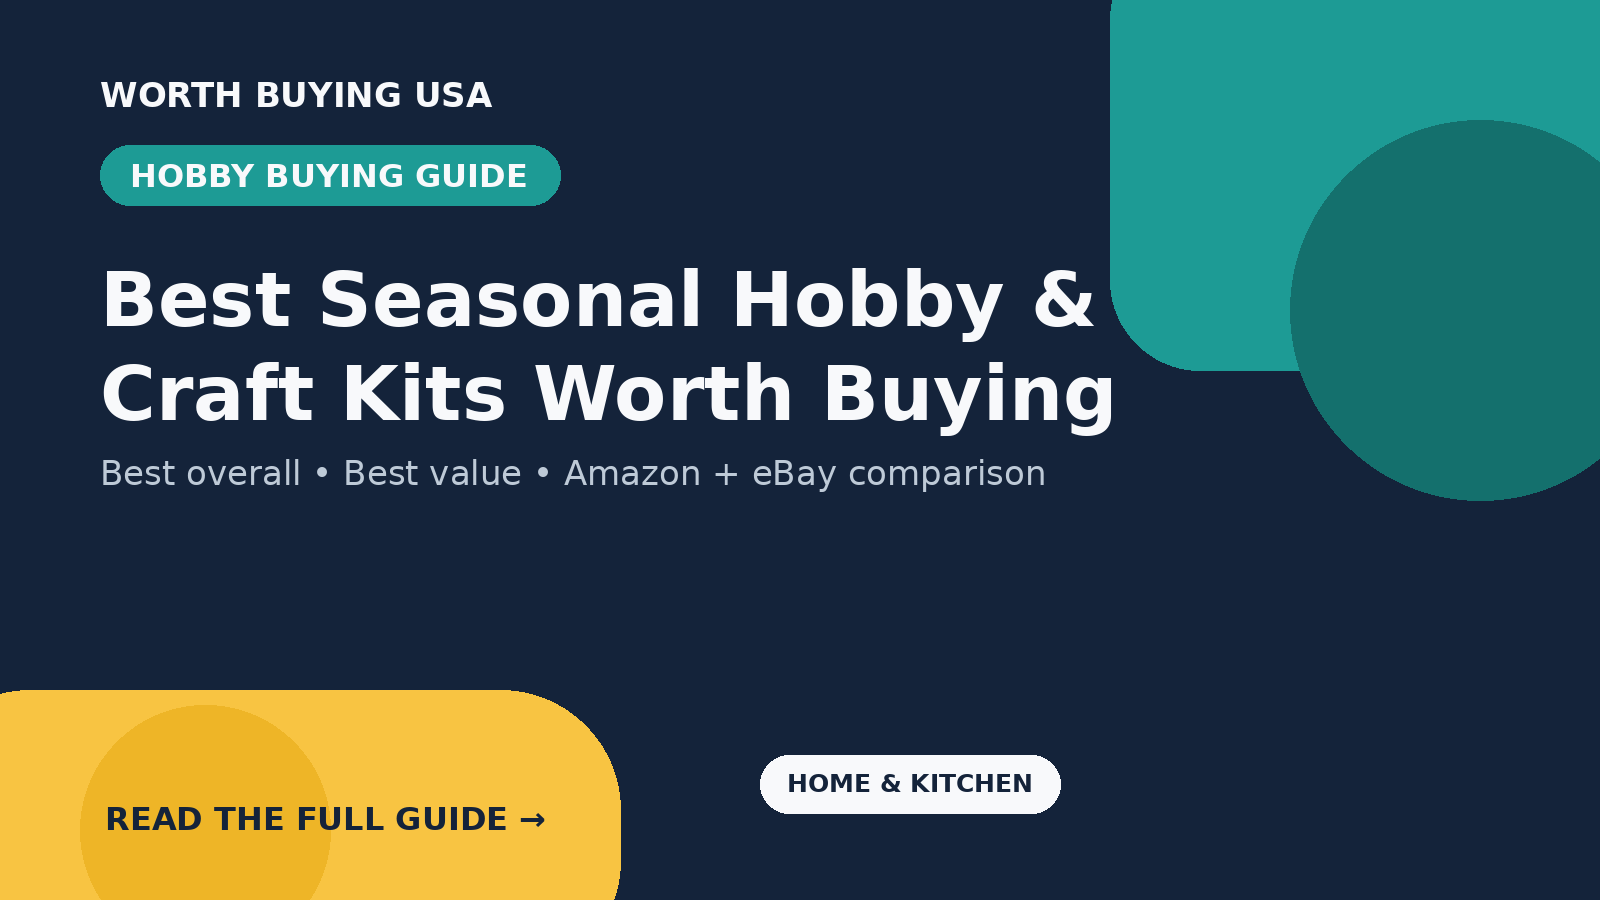 WORTH BUYING USA
HOBBY BUYING GUIDE
Best Seasonal Hobby &
Craft Kits Worth Buying
Best overall • Best value • Amazon + eBay comparison
READ THE FULL GUIDE →
HOME & KITCHEN